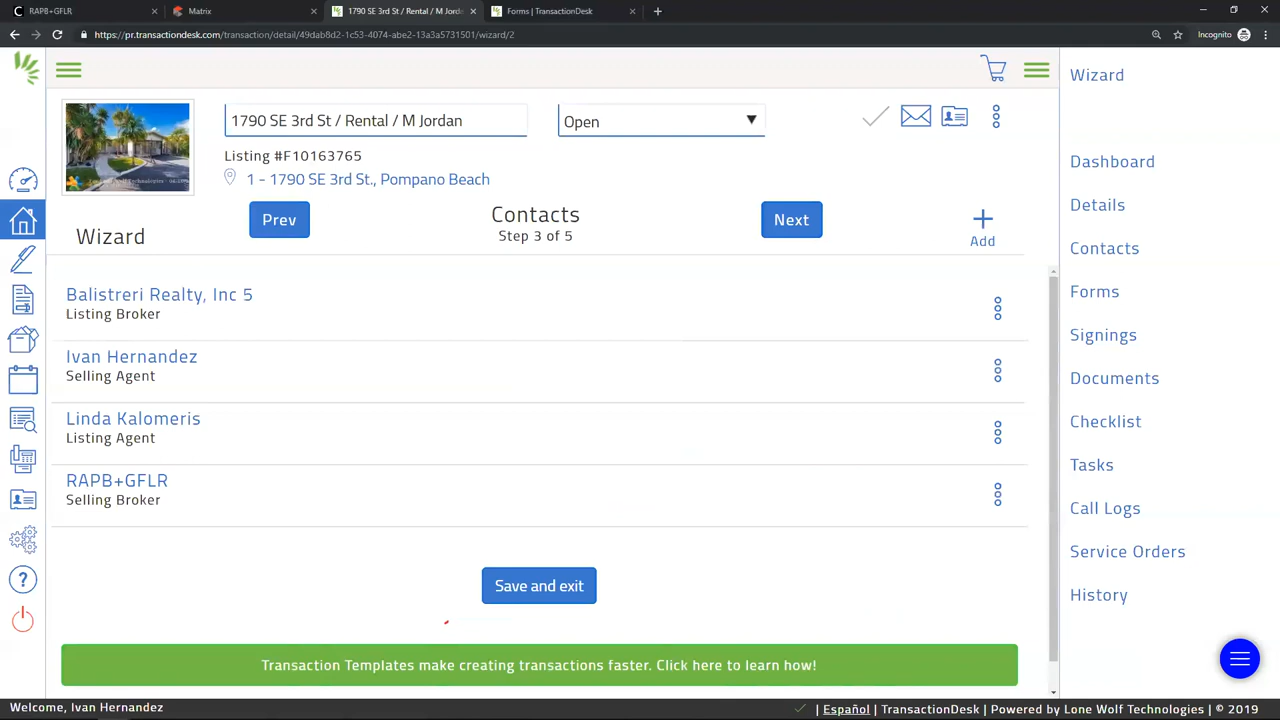 RAPB+GFLR
Matrix
1790 SE 3rd St / Rental / M Jord
Forms | TransactionDesk
https://pr.transactiondesk.com/transaction/detail/49dab8d2-1c53-4074-abe2-13a3a5731501/wizard/2
Incognito
1790 SE 3rd St / Rental / M Jordan
Open
Listing #F10163765
1 - 1790 SE 3rd St., Pompano Beach
Wizard
Prev
Contacts
Step 3 of 5
Next
Add
Balistreri Realty, Inc 5
Listing Broker
Ivan Hernandez
Selling Agent
Linda Kalomeris
Listing Agent
RAPB+GFLR
Selling Broker
Save and exit
Transaction Templates make creating transactions faster. Click here to learn how!
Wizard
Dashboard
Details
Contacts
Forms
Signings
Documents
Checklist
Tasks
Call Logs
Service Orders
History
Welcome, Ivan Hernandez
| Español | TransactionDesk | Powered by Lone Wolf Technologies | © 2019